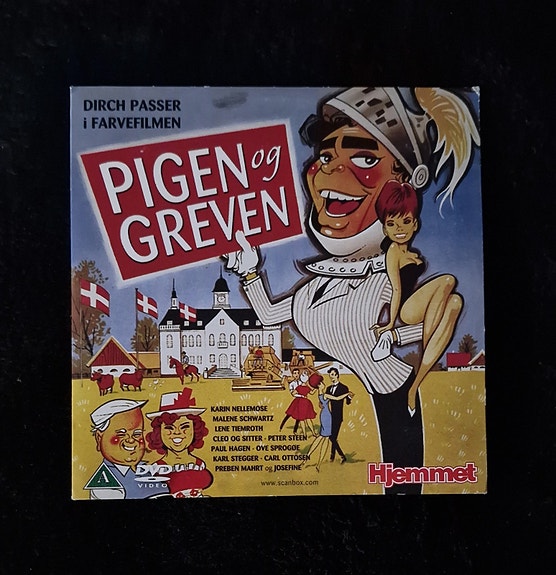 DIRCH PASSER
i FARVEFILMEN
PIGEN og
GREVEN
KARIN NELLEMOSE
MALENE SCHWARTZ
LENE TIEMROTH
CLEO OG SITTER - PETER STEEN
PAUL HAGEN - OVE SPROGØE
KARL STEGGER - CARL OTTOSEN
PREBEN MAHRT og JOSEFINE
A
DVD
VIDEO
www.scanbox.com
Hjemmet